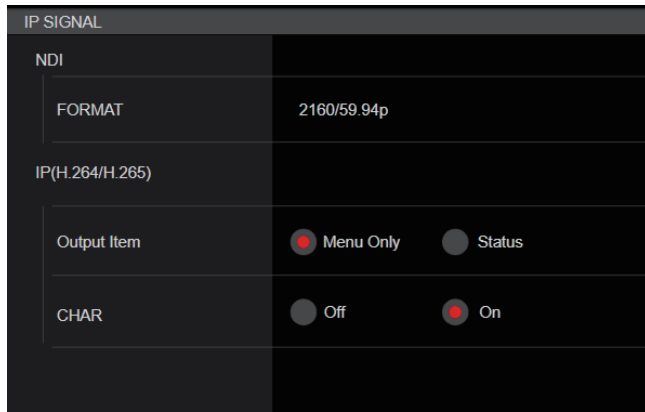 IP SIGNAL
NDI
FORMAT 2160/59.94p
IP(H.264/H.265)
Output Item Menu Only Status
CHAR Off On